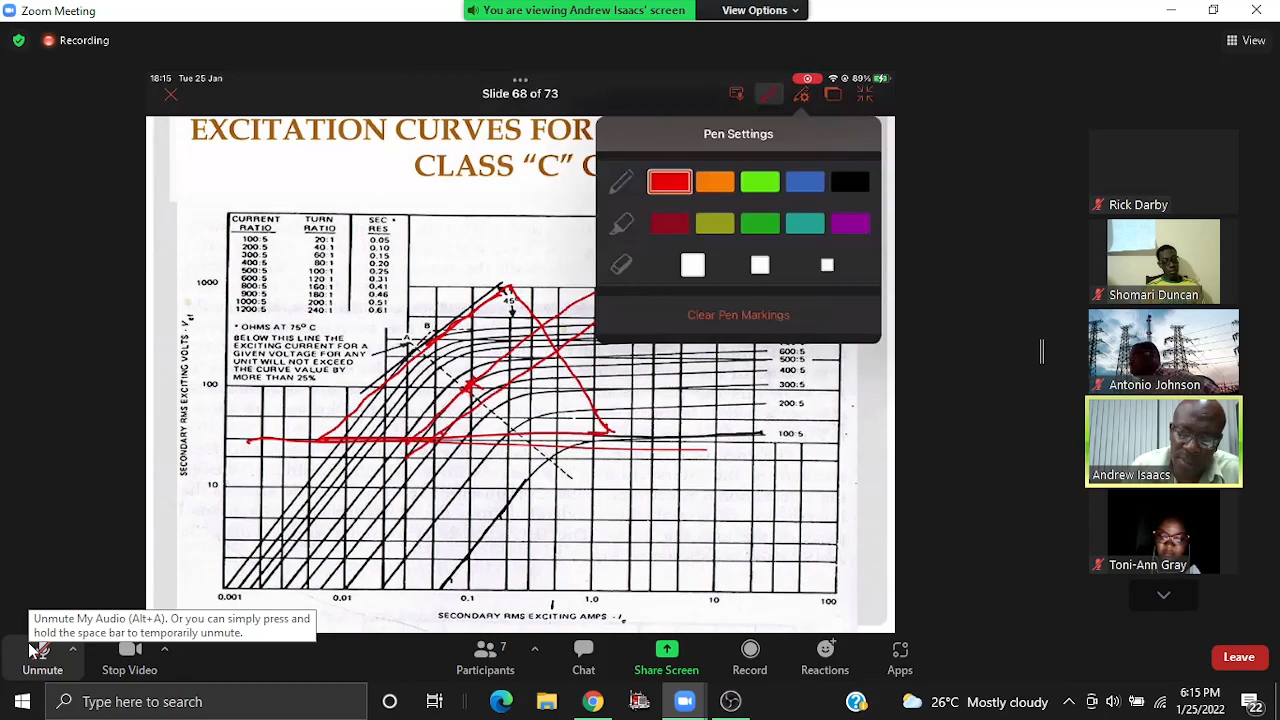 Zoom Meeting
You are viewing Andrew Isaacs' screen
View Options
Recording
View
18:15 Tue 25 Jan
89%
Slide 68 of 73
EXCITATION CURVES FOR
CLASS “C” C
Pen Settings
Clear Pen Markings
CURRENT RATIO TURN RATIO SEC * RES
100:5 20:1 0.05
200:5 40:1 0.10
300:5 60:1 0.15
400:5 80:1 0.20
500:5 100:1 0.25
600:5 120:1 0.31
800:5 160:1 0.41
900:5 180:1 0.46
1000:5 200:1 0.51
1200:5 240:1 0.61
* OHMS AT 75° C
BELOW THIS LINE THE
EXCITING CURRENT FOR A
GIVEN VOLTAGE FOR ANY
UNIT WILL NOT EXCEED
THE CURVE VALUE BY
MORE THAN 25%
A
B
45°
1000
100
10
SECONDARY RMS EXCITING VOLTS - Vef
600:5
500:5
400:5
300:5
200:5
100:5
0.001 0.01 0.1 1.0 10 100
SECONDARY RMS EXCITING AMPS - Ie
Rick Darby
Shomari Duncan
Antonio Johnson
Andrew Isaacs
Toni-Ann Gray
Unmute My Audio (Alt+A). Or you can simply press and
hold the space bar to temporarily unmute.
Unmute
Stop Video
7
Participants
Chat
Share Screen
Record
Reactions
Apps
Leave
Type here to search
26°C Mostly cloudy
6:15 PM
1/25/2022
22